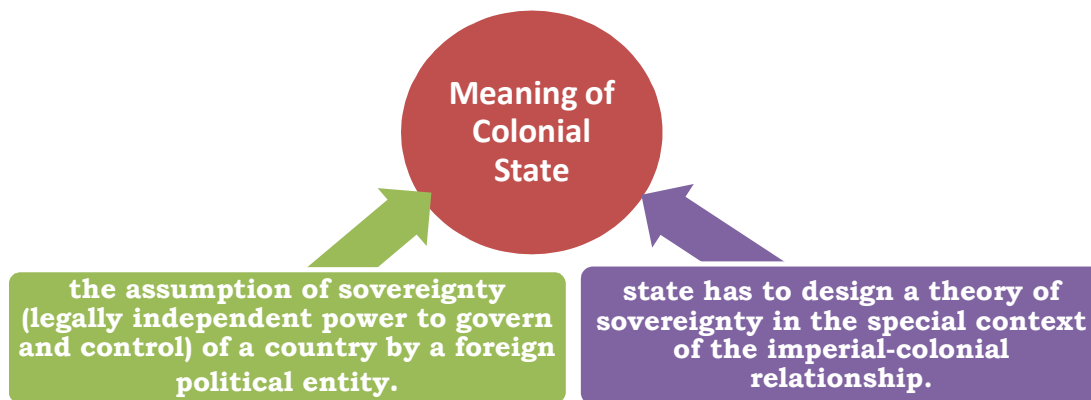 Meaning of
Colonial
State
the assumption of sovereignty
(legally independent power to govern
and control) of a country by a foreign
political entity.
state has to design a theory of
sovereignty in the special context
of the imperial-colonial
relationship.